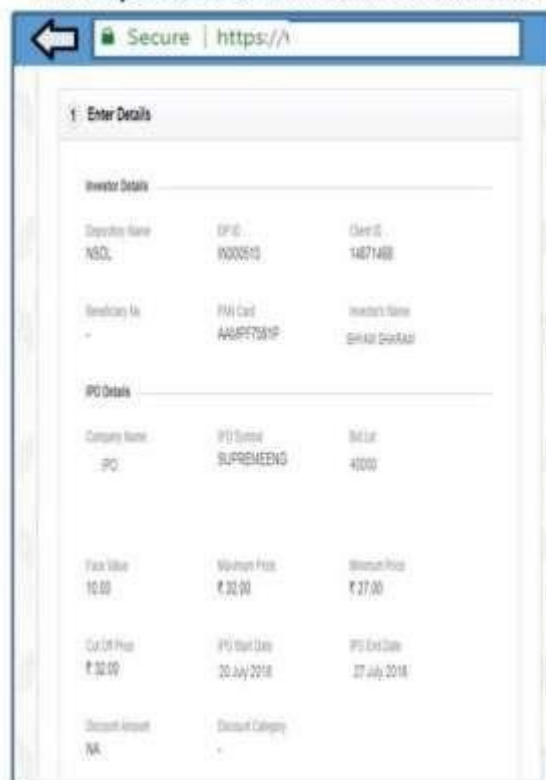 Secure | https://
1 Enter Details
Investor Details
Depository Name DP ID Client ID
NSDL
Beneficiary No PAN Card Investor's Name
-
IPO Details
Company Name IPO Symbol Bid Lot
IPO SUPREMEENG 40000
Face Value Maximum Price Minimum Price
10.00 ₹ 32.00 ₹ 27.00
Cut Off Price IPO Start Date IPO End Date
₹ 32.00 20 July 2018 27 July 2018
Discount Amount Discount Category
NA -